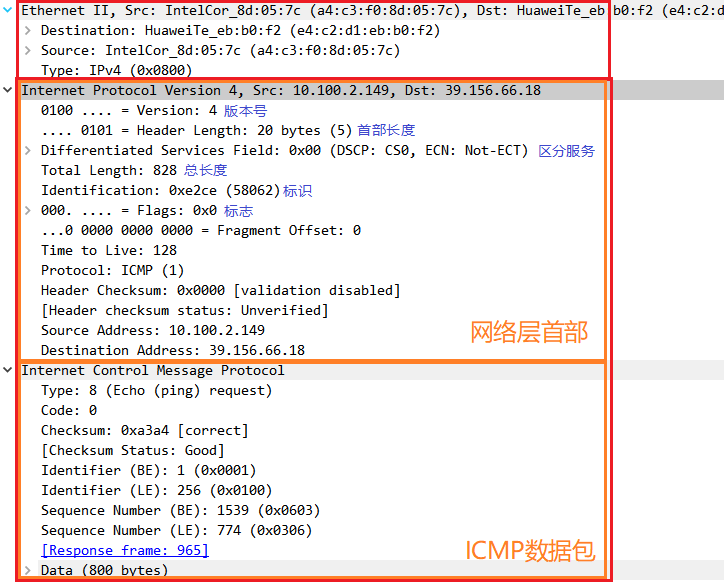 Ethernet II, Src: IntelCor_8d:05:7c (a4:c3:f0:8d:05:7c), Dst: HuaweiTe_eb:b0:f2 (e4:c2:d
Destination: HuaweiTe_eb:b0:f2 (e4:c2:d1:eb:b0:f2)
Source: IntelCor_8d:05:7c (a4:c3:f0:8d:05:7c)
Type: IPv4 (0x0800)
Internet Protocol Version 4, Src: 10.100.2.149, Dst: 39.156.66.18
0100 .... = Version: 4 版本号
.... 0101 = Header Length: 20 bytes (5) 首部长度
Differentiated Services Field: 0x00 (DSCP: CS0, ECN: Not-ECT) 区分服务
Total Length: 828 总长度
Identification: 0xe2ce (58062) 标识
000. .... = Flags: 0x0 标志
...0 0000 0000 0000 = Fragment Offset: 0
Time to Live: 128
Protocol: ICMP (1)
Header Checksum: 0x0000 [validation disabled]
[Header checksum status: Unverified]
Source Address: 10.100.2.149
网络层首部
Destination Address: 39.156.66.18
Internet Control Message Protocol
Type: 8 (Echo (ping) request)
Code: 0
Checksum: 0xa3a4 [correct]
[Checksum Status: Good]
Identifier (BE): 1 (0x0001)
Identifier (LE): 256 (0x0100)
Sequence Number (BE): 1539 (0x0603)
Sequence Number (LE): 774 (0x0306)
[Response frame: 965]
ICMP数据包
Data (800 bytes)